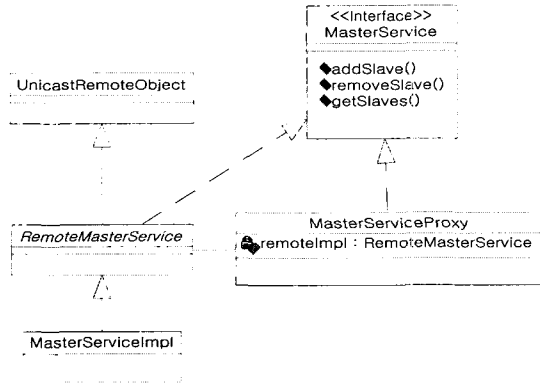 <<Interface>>
MasterService
addSlave()
removeSlave()
getSlaves()
UnicastRemoteObject
RemoteMasterService
MasterServiceProxy
remoteImpl : RemoteMasterService
MasterServiceImpl